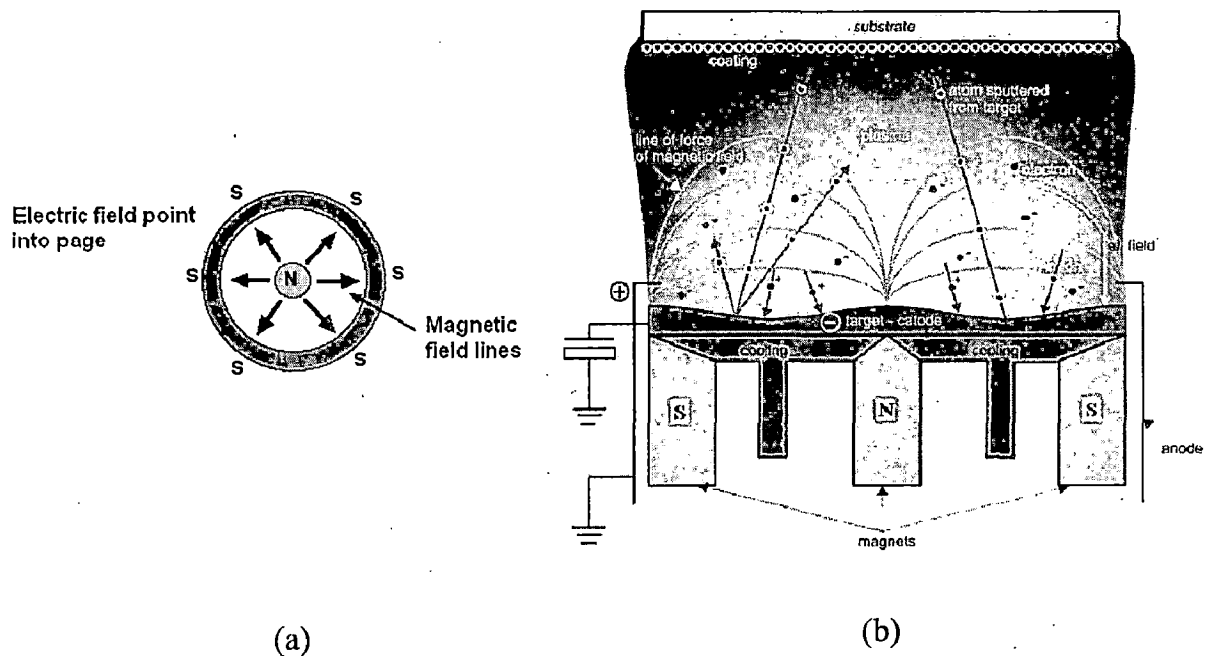 S
S
Electric field point
into page
S
N
S
Magnetic
field lines
S
S
(a)
substrate
coating
atom sputtered
from target
plasma
line of force
of magnetic field
electron
el field
⊕
⊖ target - catode
cooling
cooling
S
N
S
anode
magnets
(b)